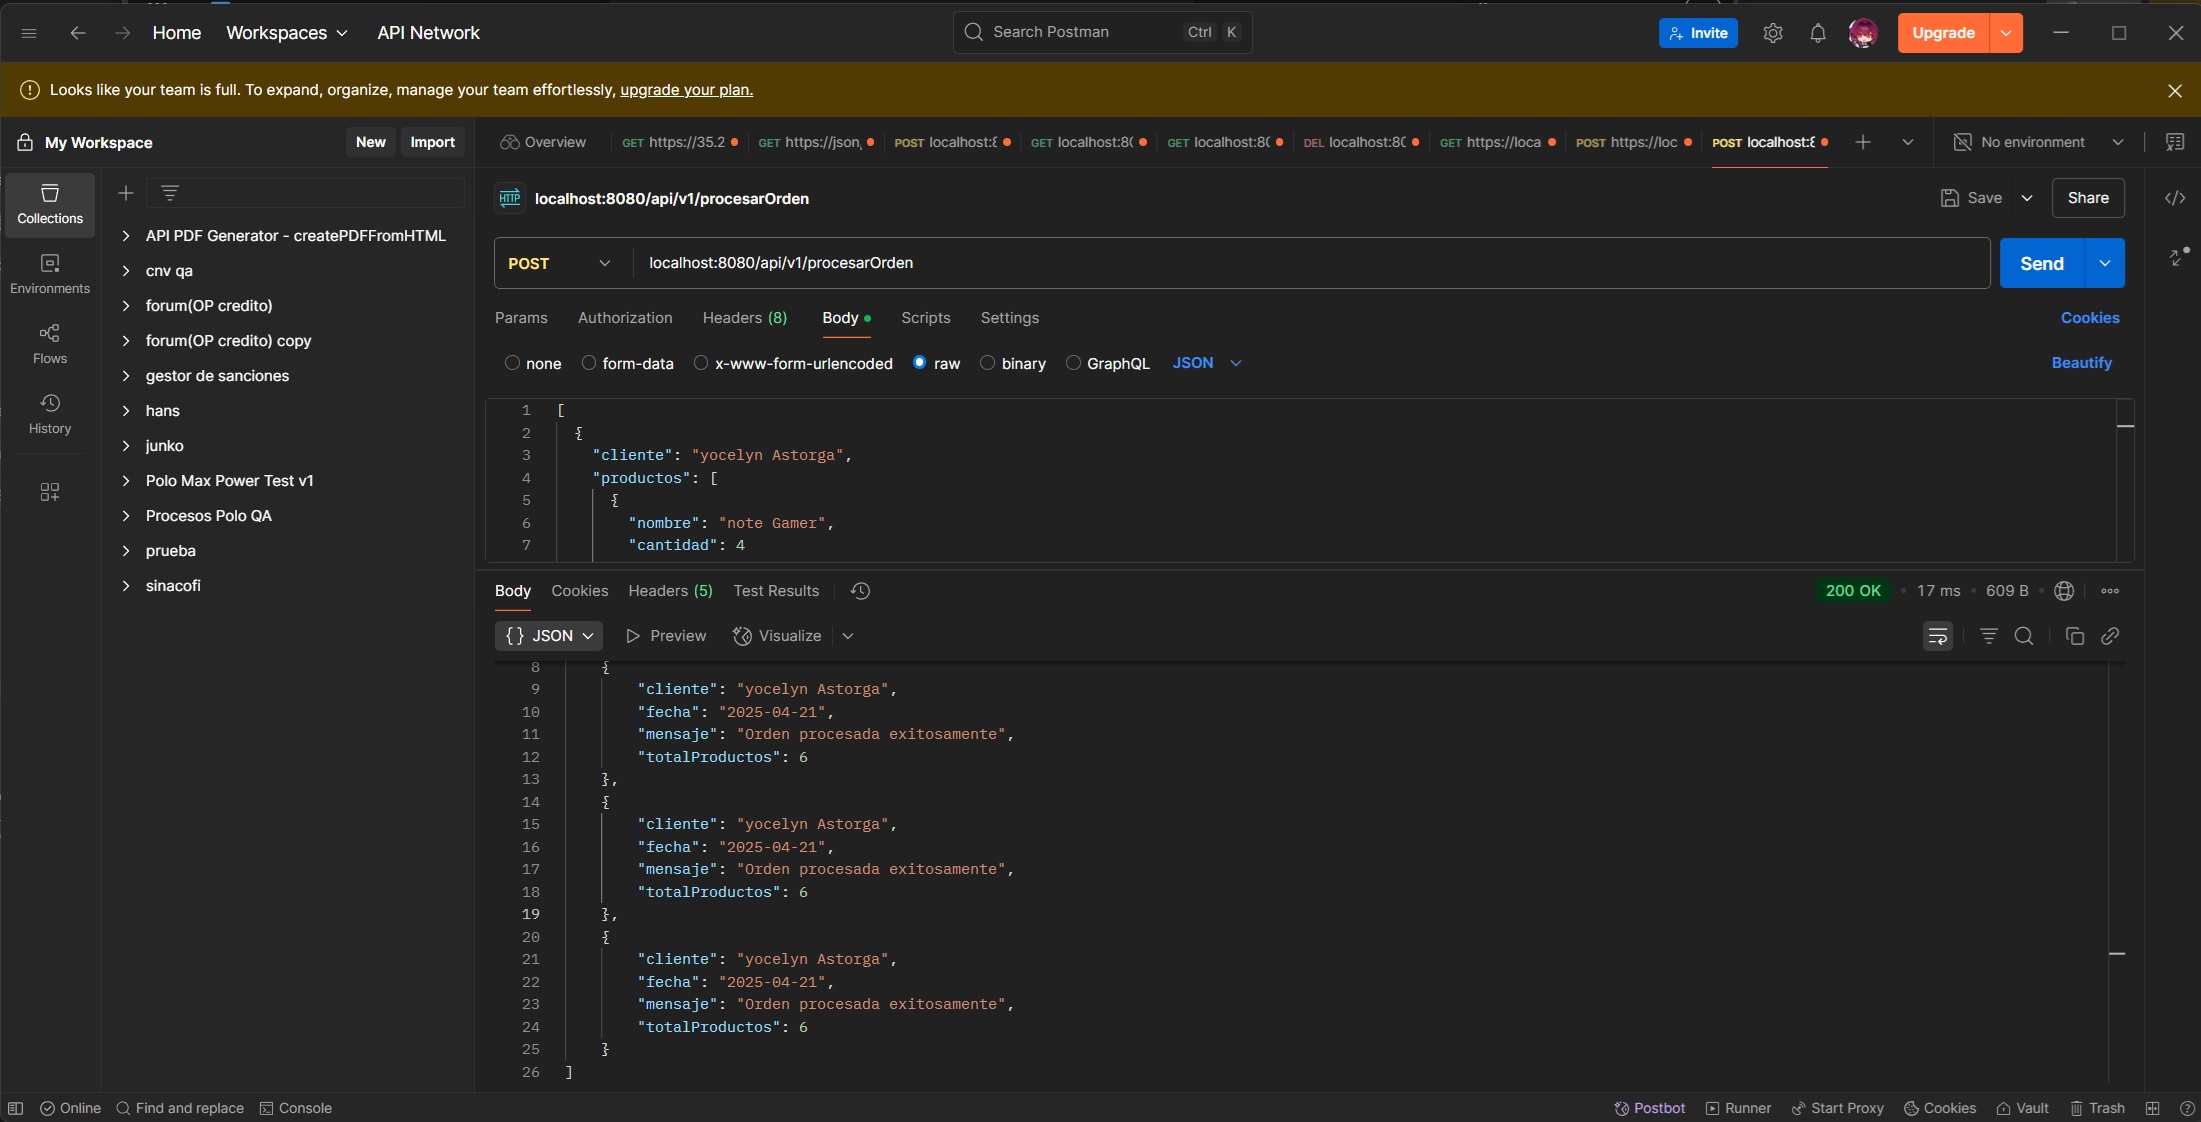 Home Workspaces API Network Search Postman Ctrl K Invite Upgrade
Looks like your team is full. To expand, organize, manage your team effortlessly, upgrade your plan.
My Workspace New Import
Overview GET https://35.2 GET https://json, POST localhost:8 GET localhost:80 GET localhost:80 DEL localhost:80 GET https://loca POST https://loc POST localhost:8 No environment
Collections
Environments
Flows
History
API PDF Generator - createPDFFromHTML
cnv qa
forum(OP credito)
forum(OP credito) copy
gestor de sanciones
hans
junko
Polo Max Power Test v1
Procesos Polo QA
prueba
sinacofi
HTTP localhost:8080/api/v1/procesarOrden Save Share
POST localhost:8080/api/v1/procesarOrden Send
Params Authorization Headers (8) Body Scripts Settings Cookies
none form-data x-www-form-urlencoded raw binary GraphQL JSON Beautify
1 [
2 {
3 "cliente": "yocelyn Astorga",
4 "productos": [
5 {
6 "nombre": "note Gamer",
7 "cantidad": 4
Body Cookies Headers (5) Test Results 200 OK 17 ms 609 B
{} JSON Preview Visualize
8 {
9 "cliente": "yocelyn Astorga",
10 "fecha": "2025-04-21",
11 "mensaje": "Orden procesada exitosamente",
12 "totalProductos": 6
13 },
14 {
15 "cliente": "yocelyn Astorga",
16 "fecha": "2025-04-21",
17 "mensaje": "Orden procesada exitosamente",
18 "totalProductos": 6
19 },
20 {
21 "cliente": "yocelyn Astorga",
22 "fecha": "2025-04-21",
23 "mensaje": "Orden procesada exitosamente",
24 "totalProductos": 6
25 }
26 ]
Online Find and replace Console Postbot Runner Start Proxy Cookies Vault Trash